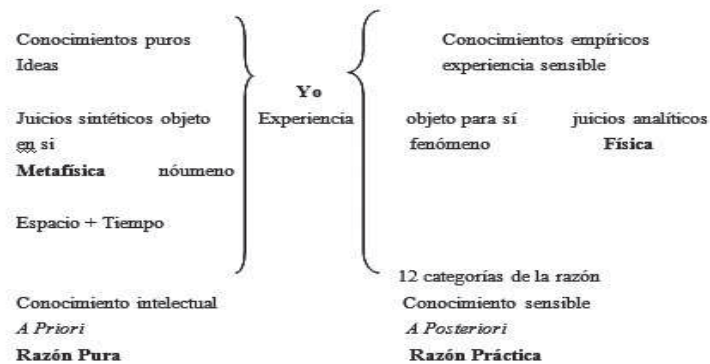 Conocimientos puros
Ideas
Juicios sintéticos objeto
en si
Metafísica nóumeno
Espacio + Tiempo
Conocimiento intelectual
A Priori
Razón Pura
Yo
Experiencia
Conocimientos empíricos
experiencia sensible
objeto para sí juicios analíticos
fenómeno Física
12 categorías de la razón
Conocimiento sensible
A Posteriori
Razón Práctica